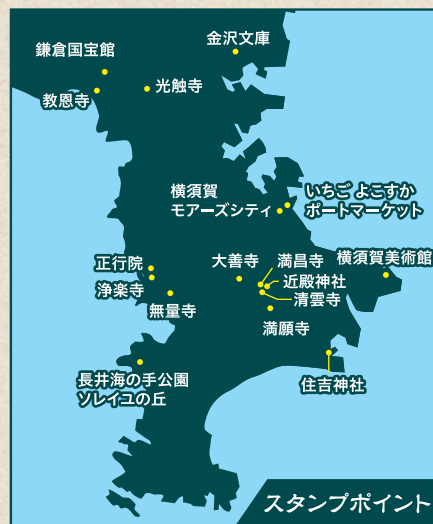 金沢文庫
鎌倉国宝館
光触寺
教恩寺
横須賀
モアーズシティ
いちご よこすか
ポートマーケット
正行院
浄楽寺
無量寺
大善寺
満昌寺
近殿神社
清雲寺
満願寺
横須賀美術館
長井海の手公園
ソレイユの丘
住吉神社
スタンプポイント